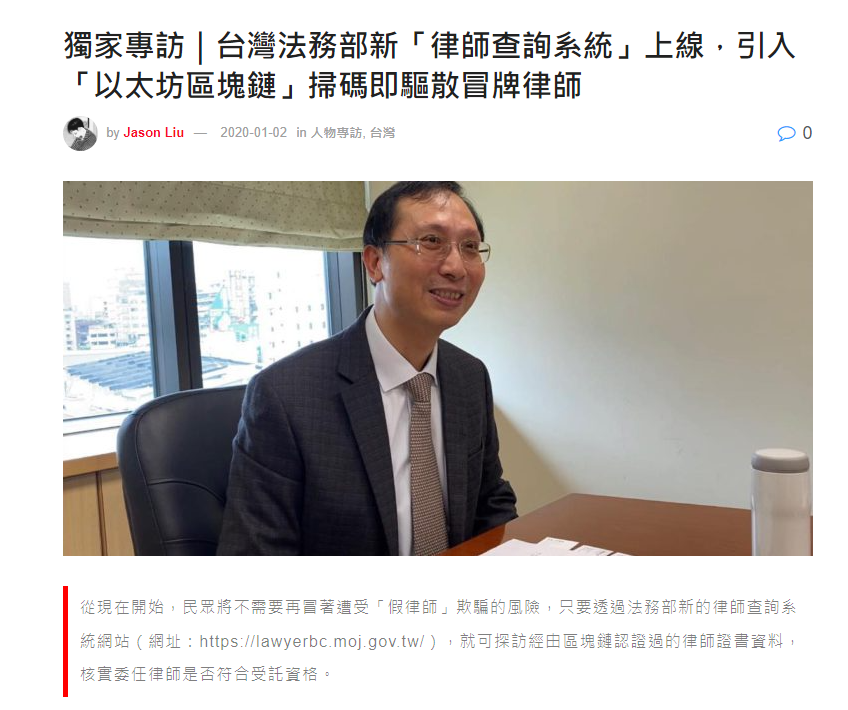 獨家專訪｜台灣法務部新「律師查詢系統」上線，引入
「以太坊區塊鏈」掃碼即驅散冒牌律師
by Jason Liu — 2020-01-02 in 人物專訪, 台灣
0
從現在開始，民眾將不需要再冒著遭受「假律師」欺騙的風險，只要透過法務部新的律師查詢系
統網站（網址：https://lawyerbc.moj.gov.tw/），就可探訪經由區塊鏈認證過的律師證書資料，
核實委任律師是否符合受託資格。